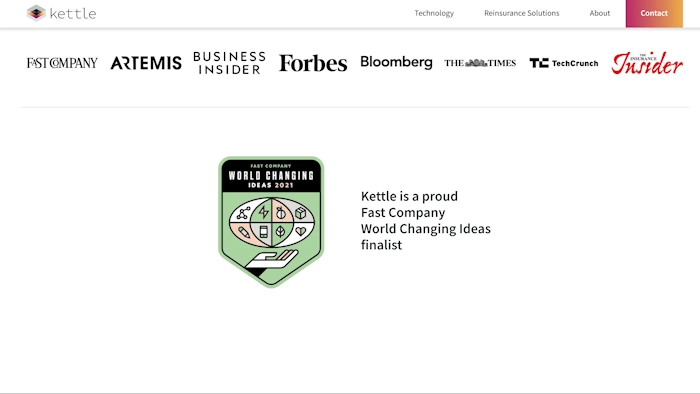 kettle
Technology
Reinsurance Solutions
About
Contact
FAST COMPANY
ARTEMIS
BUSINESS
INSIDER
Forbes
Bloomberg
THE TIMES
TC TechCrunch
THE
INSURANCE
Insider
FAST COMPANY
WORLD CHANGING
IDEAS 2021
Kettle is a proud
Fast Company
World Changing Ideas
finalist